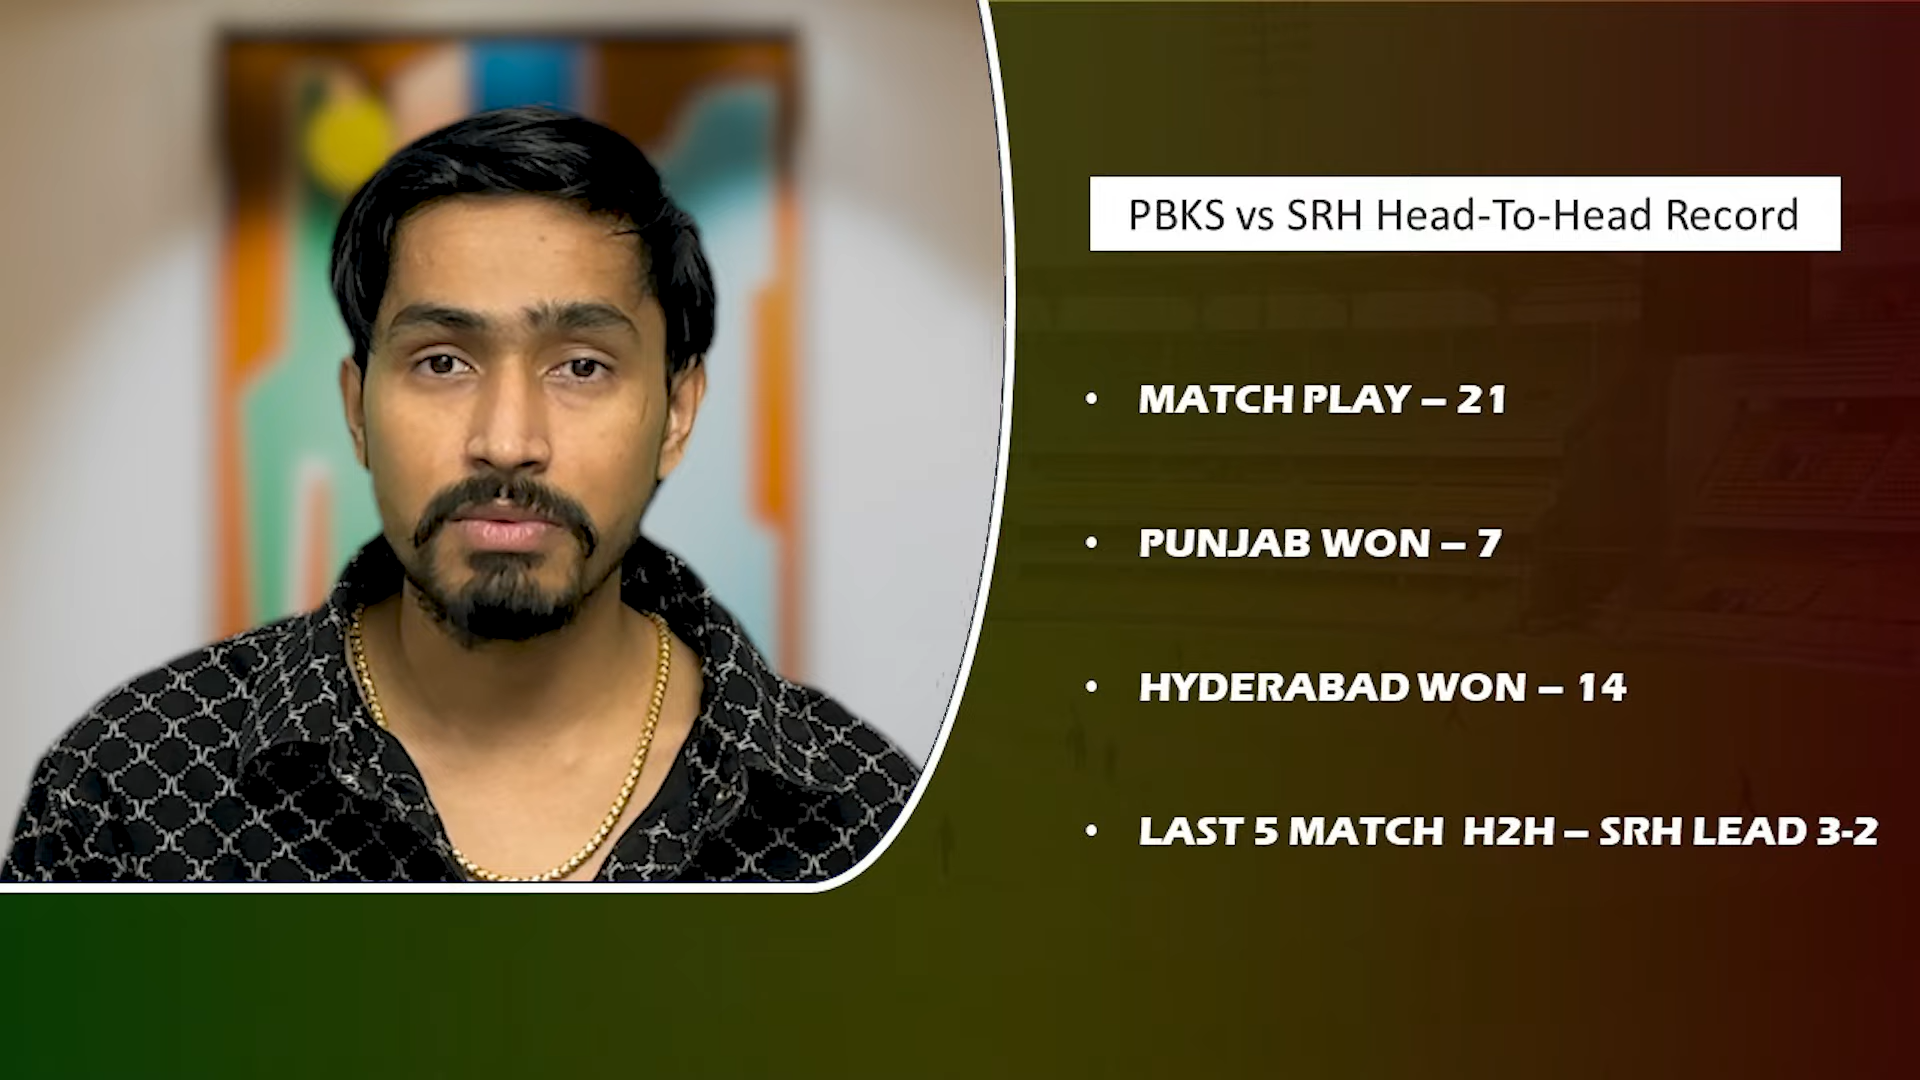 PBKS vs SRH Head-To-Head Record
• MATCH PLAY – 21
• PUNJAB WON – 7
• HYDERABAD WON – 14
• LAST 5 MATCH H2H – SRH LEAD 3-2